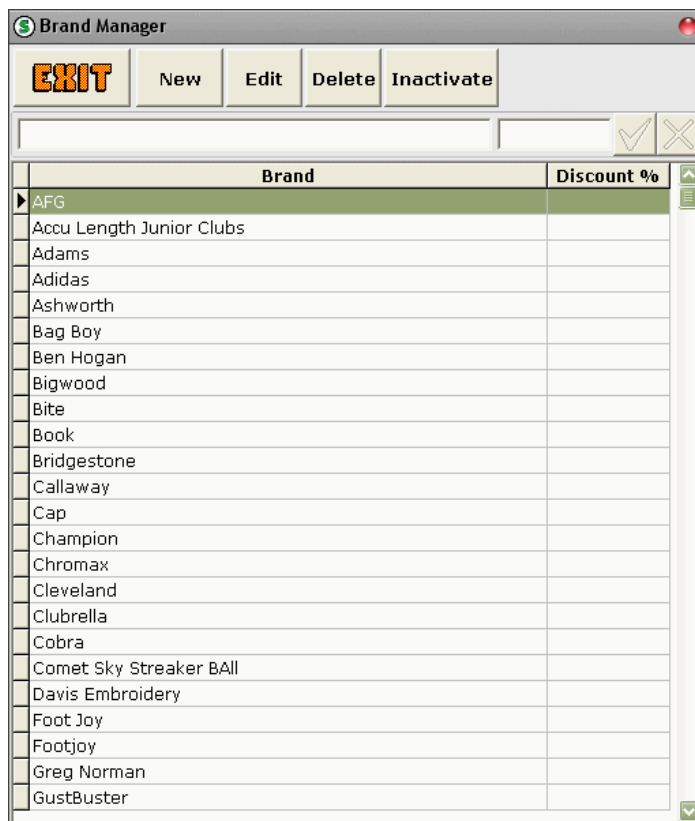 S Brand Manager
EXIT New Edit Delete Inactivate
Brand Discount %
AFG
Accu Length Junior Clubs
Adams
Adidas
Ashworth
Bag Boy
Ben Hogan
Bigwood
Bite
Book
Bridgestone
Callaway
Cap
Champion
Chromax
Cleveland
Clubrella
Cobra
Comet Sky Streaker BAll
Davis Embroidery
Foot Joy
Footjoy
Greg Norman
GustBuster